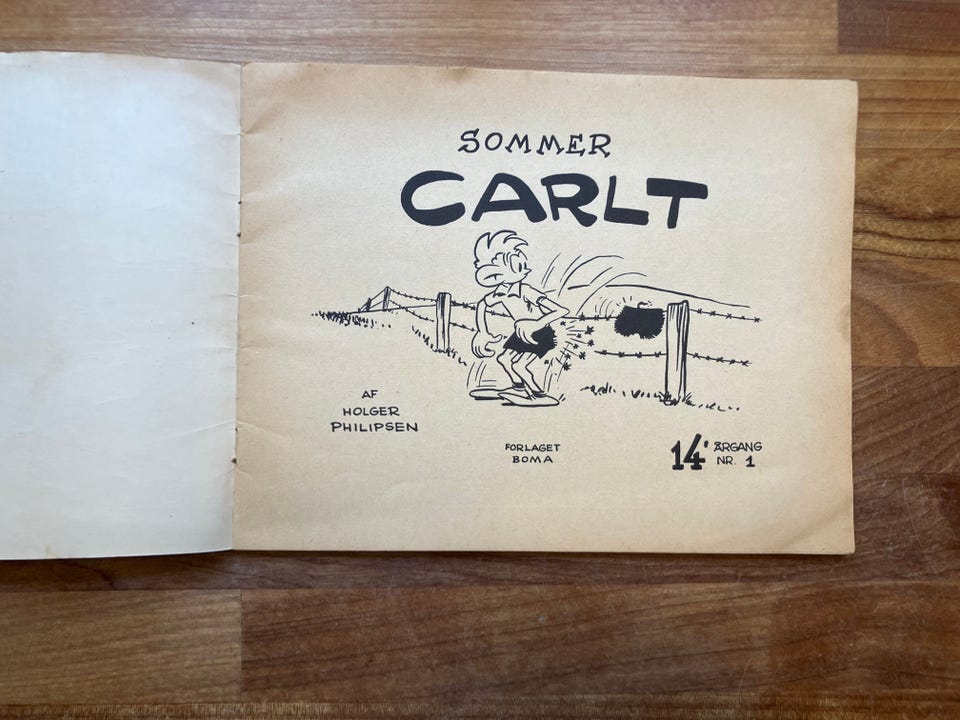 SOMMER
CARLT
AF
HOLGER
PHILIPSEN
FORLAGET
BOMA
14' ÅRGANG
NR. 1